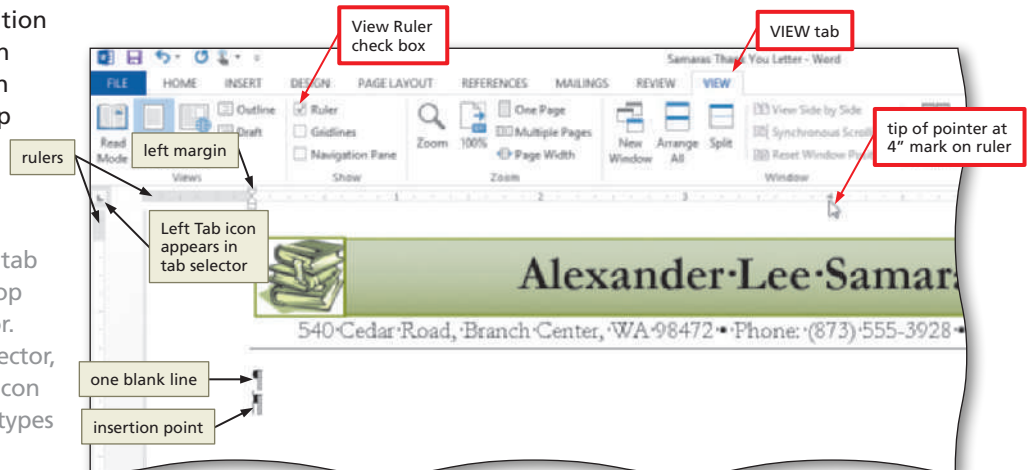 tion
n
n
p
tab
op
r.
ector,
con
types
View Ruler
check box
VIEW tab
Samaras Thank You Letter - Word
FILE HOME INSERT DESIGN PAGE LAYOUT REFERENCES MAILINGS REVIEW VIEW
Read
Mode
Outline
Draft
Views
Ruler
Gridlines
Navigation Pane
Show
Zoom
100%
One Page
Multiple Pages
Page Width
Zoom
New
Window
Arrange
All
Split
View Side by Side
Synchronous Scroll
Reset Window
Window
tip of pointer at
4” mark on ruler
rulers
left margin
1 2 3
Left Tab icon
appears in
tab selector
Alexander·Lee·Samara
540·Cedar·Road,·Branch·Center,·WA·98472·•·Phone:·(873)·555-3928·•
one blank line
¶
insertion point
¶